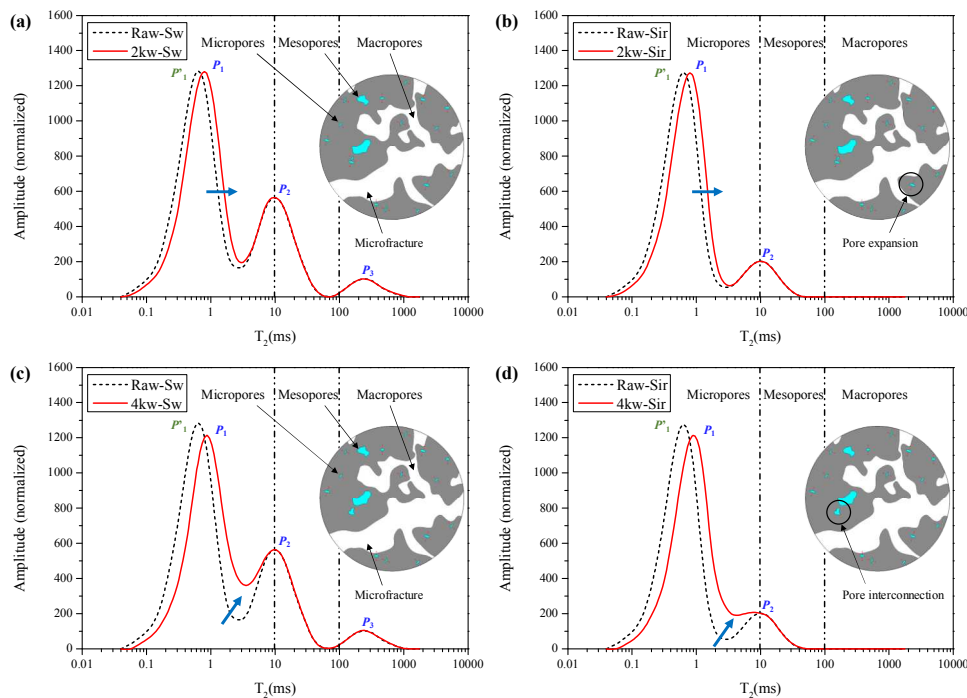 (a)
Raw-Sw
2kw-Sw
Micropores
Mesopores
Macropores
P'1
P1
P2
P3
Microfracture
Amplitude (normalized)
1600
1400
1200
1000
800
600
400
200
0
0.01
0.1
1
10
100
1000
10000
T2(ms)
(b)
Raw-Sir
2kw-Sir
Micropores
Mesopores
Macropores
P'1
P1
P2
Pore expansion
Amplitude (normalized)
1600
1400
1200
1000
800
600
400
200
0
0.01
0.1
1
10
100
1000
10000
T2(ms)
(c)
Raw-Sw
4kw-Sw
Micropores
Mesopores
Macropores
P'1
P1
P2
P3
Microfracture
Amplitude (normalized)
1600
1400
1200
1000
800
600
400
200
0
0.01
0.1
1
10
100
1000
10000
T2(ms)
(d)
Raw-Sir
4kw-Sir
Micropores
Mesopores
Macropores
P'1
P1
P2
Pore interconnection
Amplitude (normalized)
1600
1400
1200
1000
800
600
400
200
0
0.01
0.1
1
10
100
1000
10000
T2(ms)